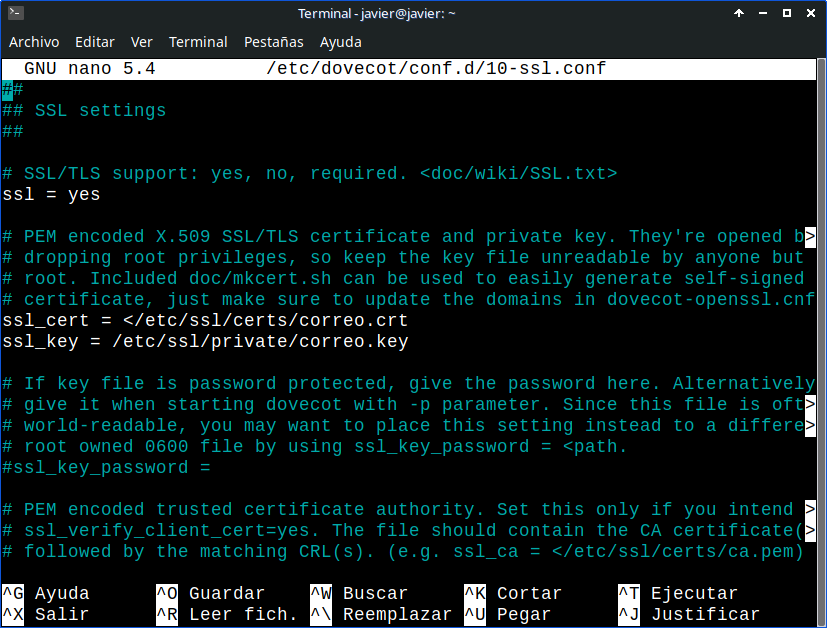 Terminal - javier@javier: ~
Archivo Editar Ver Terminal Pestañas Ayuda
GNU nano 5.4 /etc/dovecot/conf.d/10-ssl.conf
##
## SSL settings
##
# SSL/TLS support: yes, no, required. <doc/wiki/SSL.txt>
ssl = yes
# PEM encoded X.509 SSL/TLS certificate and private key. They're opened b>
# dropping root privileges, so keep the key file unreadable by anyone but
# root. Included doc/mkcert.sh can be used to easily generate self-signed
# certificate, just make sure to update the domains in dovecot-openssl.cnf
ssl_cert = </etc/ssl/certs/correo.crt
ssl_key = /etc/ssl/private/correo.key
# If key file is password protected, give the password here. Alternatively
# give it when starting dovecot with -p parameter. Since this file is oft>
# world-readable, you may want to place this setting instead to a differe>
# root owned 0600 file by using ssl_key_password = <path.
#ssl_key_password =
# PEM encoded trusted certificate authority. Set this only if you intend >
# ssl_verify_client_cert=yes. The file should contain the CA certificate(>
# followed by the matching CRL(s). (e.g. ssl_ca = </etc/ssl/certs/ca.pem)
^G Ayuda ^O Guardar ^W Buscar ^K Cortar ^T Ejecutar
^X Salir ^R Leer fich. ^\ Reemplazar ^U Pegar ^J Justificar